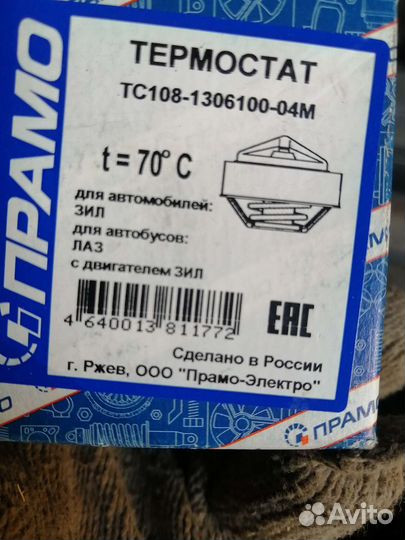 ПРАМО
ТЕРМОСТАТ
ТС108-1306100-04М
t = 70° C
для автомобилей:
ЗИЛ
для автобусов:
ЛАЗ
с двигателем ЗИЛ
4 640013 811772
ЕАС
Сделано в России
г. Ржев, ООО "Прамо-Электро"
ПРАМО
Avito